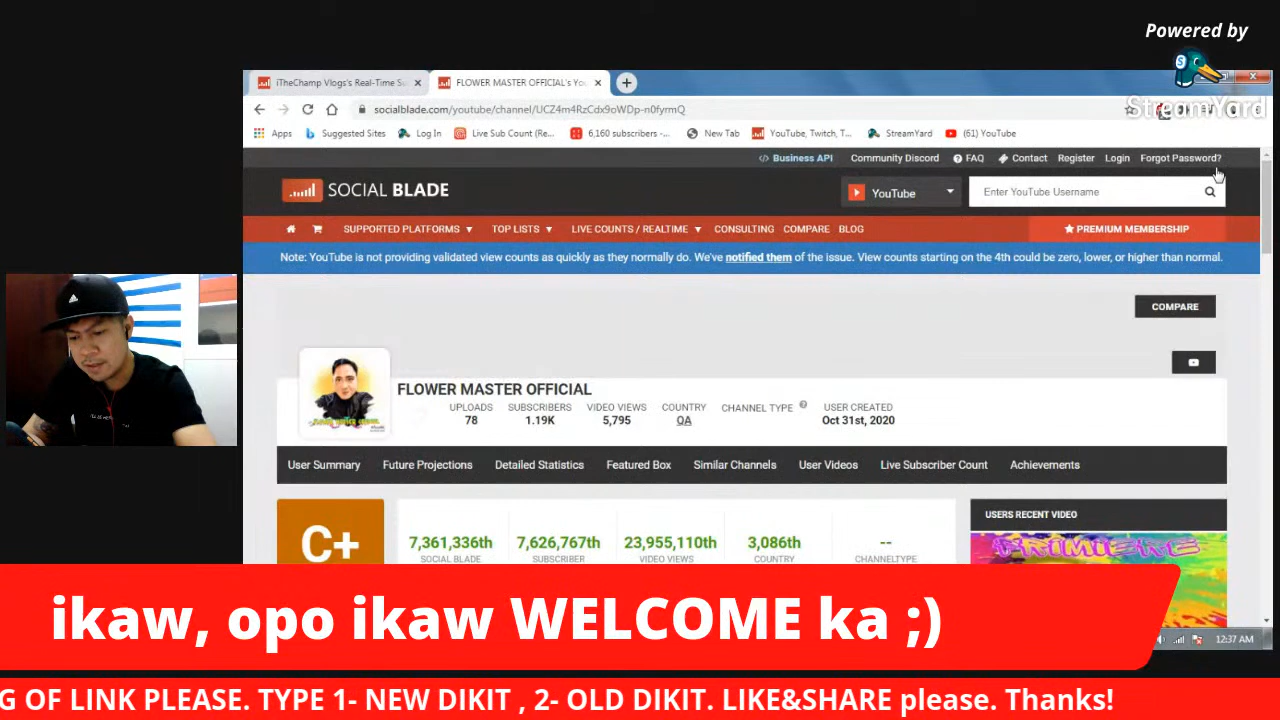 Powered by
StreamYard
iTheChamp Vlogs's Real-Time S
FLOWER MASTER OFFICIAL's Yo
socialblade.com/youtube/channel/UCZ4m4RzCdx9oWDp-n0fyrmQ
Apps Suggested Sites Log In Live Sub Count (Re... 6,160 subscribers -... New Tab YouTube, Twitch, T... StreamYard (61) YouTube
Business API Community Discord FAQ Contact Register Login Forgot Password?
SOCIAL BLADE YouTube Enter YouTube Username
SUPPORTED PLATFORMS TOP LISTS LIVE COUNTS / REALTIME CONSULTING COMPARE BLOG PREMIUM MEMBERSHIP
Note: YouTube is not providing validated view counts as quickly as they normally do. We've notified them of the issue. View counts starting on the 4th could be zero, lower, or higher than normal.
COMPARE
FLOWER MASTER OFFICIAL
UPLOADS SUBSCRIBERS VIDEO VIEWS COUNTRY CHANNEL TYPE USER CREATED
78 1.19K 5,795 QA Oct 31st, 2020
User Summary Future Projections Detailed Statistics Featured Box Similar Channels User Videos Live Subscriber Count Achievements
USERS RECENT VIDEO
C+ 7,361,336th 7,626,767th 23,955,110th 3,086th --
SOCIAL BLADE SUBSCRIBER VIDEO VIEWS COUNTRY CHANNELTYPE
ikaw, opo ikaw WELCOME ka ;)
12:37 AM
G OF LINK PLEASE. TYPE 1- NEW DIKIT , 2- OLD DIKIT. LIKE&SHARE please. Thanks!